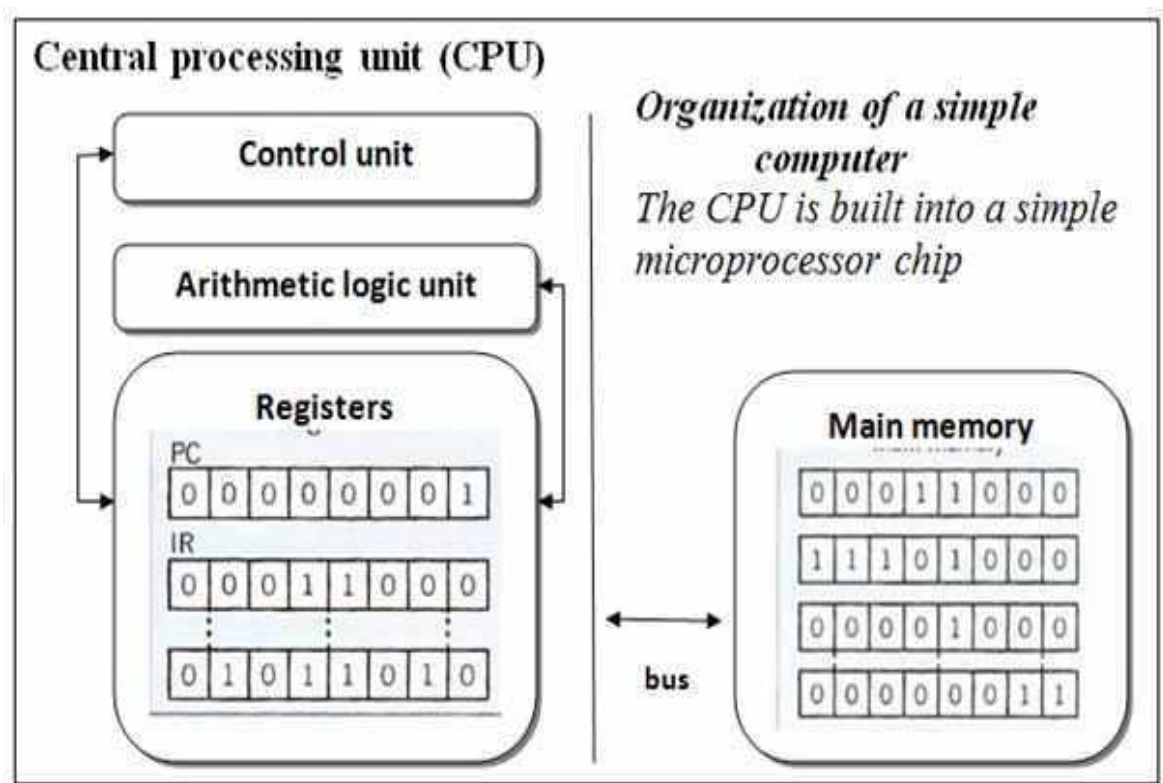 Central processing unit (CPU)
Control unit
Arithmetic logic unit
Registers
PC
0 0 0 0 0 0 0 1
IR
0 0 0 1 1 0 0 0
0 1 0 1 1 0 1 0
Organization of a simple
computer
The CPU is built into a simple
microprocessor chip
bus
Main memory
0 0 0 1 1 0 0 0
1 1 1 0 1 0 0 0
0 0 0 0 1 0 0 0
0 0 0 0 0 0 1 1